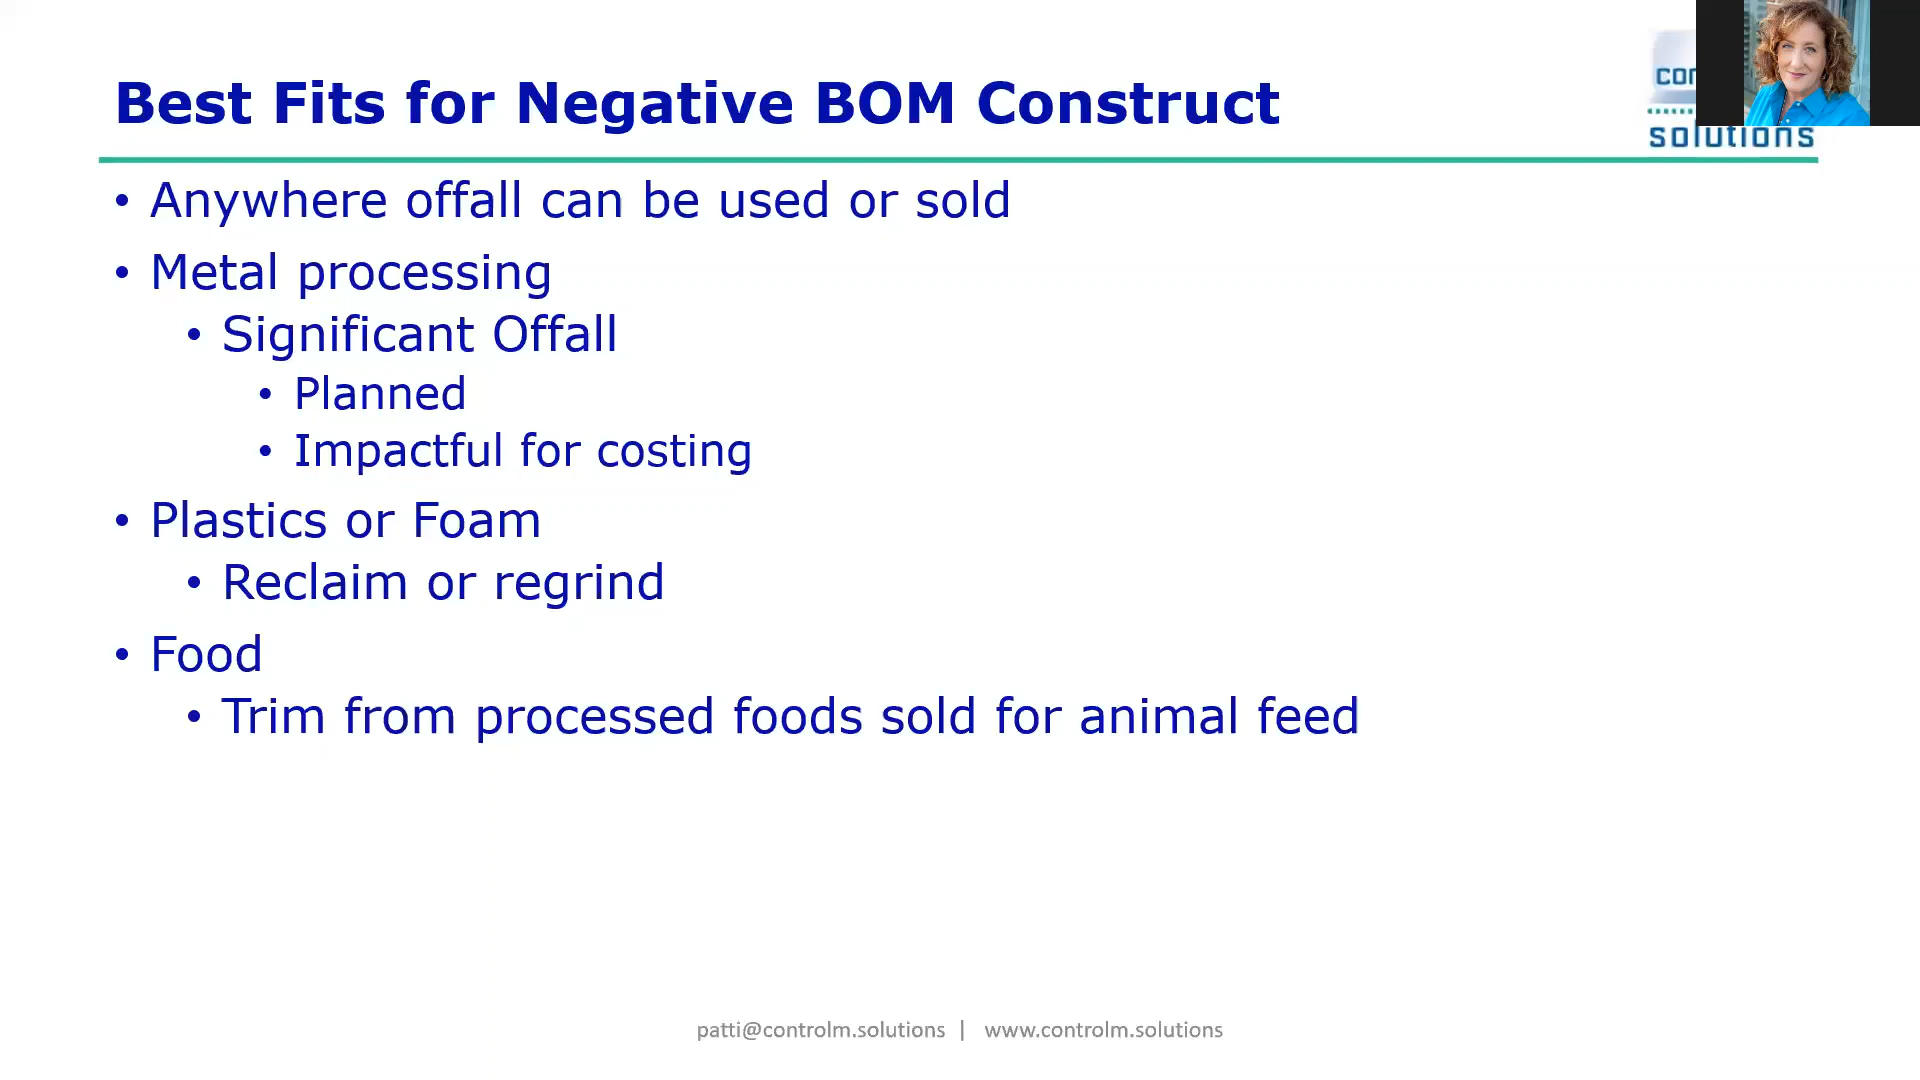 Best Fits for Negative BOM Construct
solutions
• Anywhere offall can be used or sold
• Metal processing
• Significant Offall
• Planned
• Impactful for costing
• Plastics or Foam
• Reclaim or regrind
• Food
• Trim from processed foods sold for animal feed
patti@controlm.solutions | www.controlm.solutions